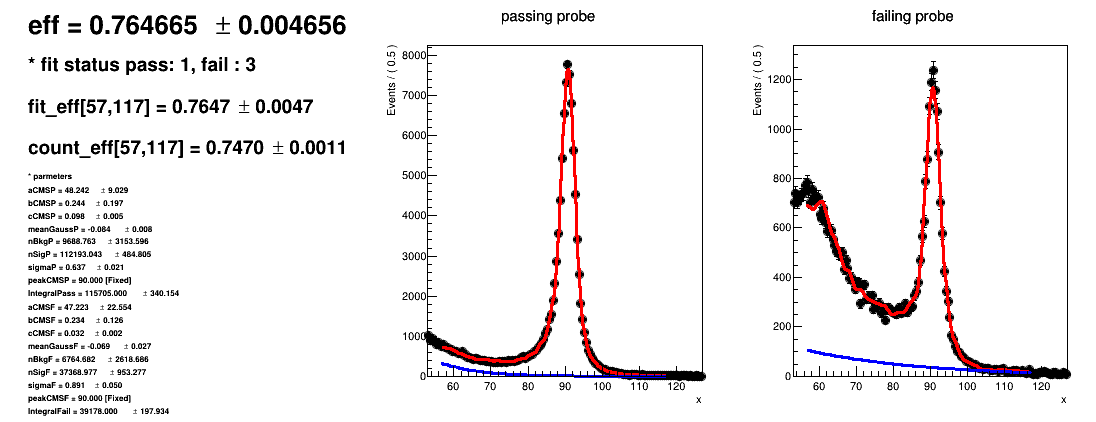 eff = 0.764665 ± 0.004656
* fit status pass: 1, fail : 3
fit_eff[57,117] = 0.7647 ± 0.0047
count_eff[57,117] = 0.7470 ± 0.0011
* parmeters
aCMSP = 48.242 ± 9.029
bCMSP = 0.244 ± 0.197
cCMSP = 0.098 ± 0.005
meanGaussP = -0.084 ± 0.008
nBkgP = 9688.763 ± 3153.596
nSigP = 112193.043 ± 484.805
sigmaP = 0.637 ± 0.021
peakCMSP = 90.000 [Fixed]
IntegralPass = 115705.000 ± 340.154
aCMSF = 47.223 ± 22.554
bCMSF = 0.234 ± 0.126
cCMSF = 0.032 ± 0.002
meanGaussF = -0.069 ± 0.027
nBkgF = 6764.682 ± 2618.686
nSigF = 37368.977 ± 953.277
sigmaF = 0.891 ± 0.050
peakCMSF = 90.000 [Fixed]
IntegralFail = 39178.000 ± 197.934
passing probe
Events / ( 0.5 )
8000
7000
6000
5000
4000
3000
2000
1000
0
60 70 80 90 100 110 120
x
failing probe
Events / ( 0.5 )
1200
1000
800
600
400
200
0
60 70 80 90 100 110 120
x